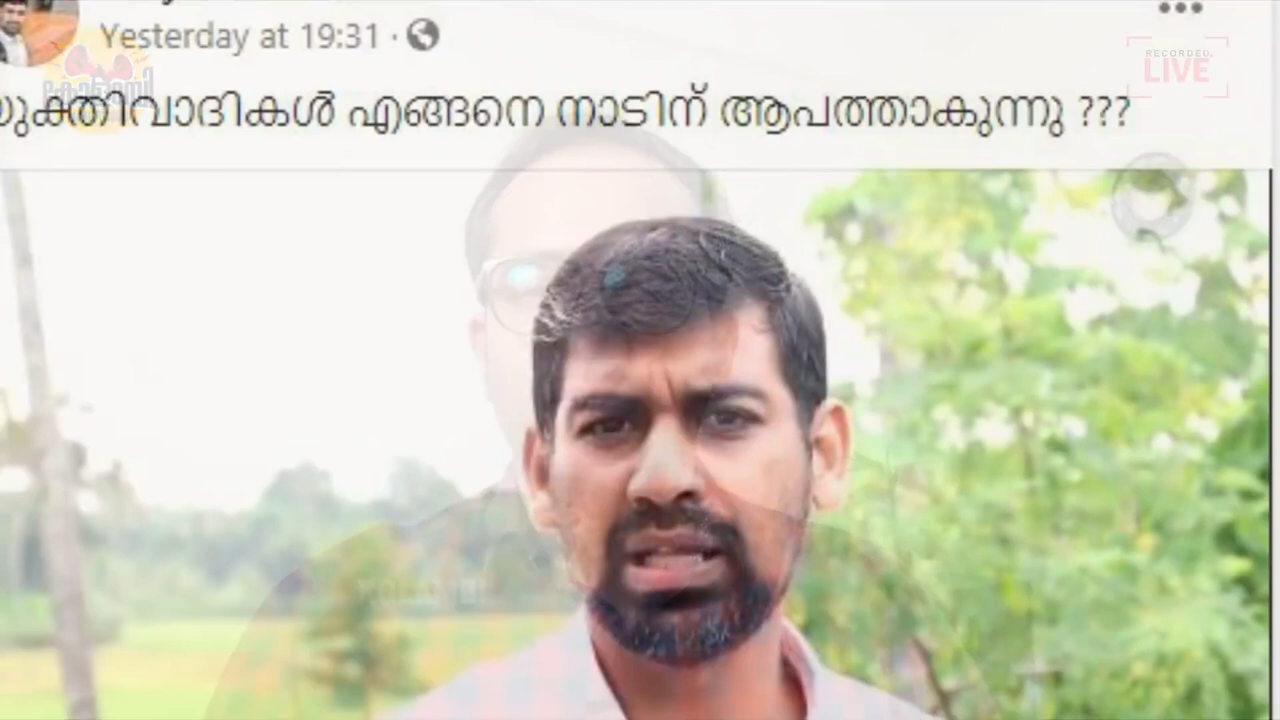 Yesterday at 19:31 ·
യുക്തിവാദികൾ എങ്ങനെ നാടിന് ആപത്താകുന്നു ???
RECORDED
LIVE